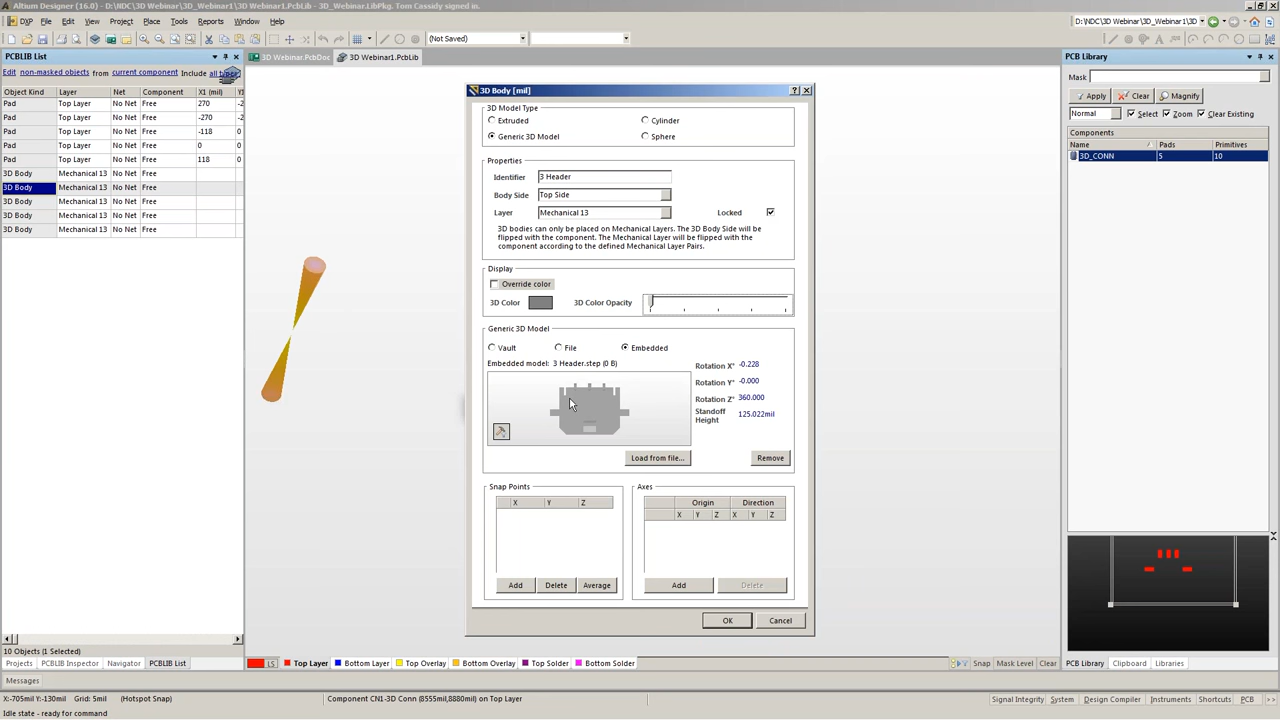 Altium Designer (16.0) - D:\NDC\3D Webinar\3D_Webinar1\3D Webinar1.PcbLib - 3D_Webinar.LibPkg. Tom Cassidy signed in.
DXP File Edit View Project Place Tools Reports Window Help
D:\NDC\3D Webinar\3D_Webinar1\3D
(Not Saved)
PCBLIB List
3D Webinar.PcbDoc 3D Webinar1.PcbLib
PCB Library
Edit non-masked objects from current component Include all types
Object Kind Layer Net Component X1 (mil) Y1
Pad Top Layer No Net Free 270 -2
Pad Top Layer No Net Free -270 -2
Pad Top Layer No Net Free -118 0
Pad Top Layer No Net Free 0 0
Pad Top Layer No Net Free 118 0
3D Body Mechanical 13 No Net Free
3D Body Mechanical 13 No Net Free
3D Body Mechanical 13 No Net Free
3D Body Mechanical 13 No Net Free
3D Body Mechanical 13 No Net Free
3D Body [mil]
3D Model Type
Extruded Cylinder
Generic 3D Model Sphere
Properties
Identifier 3 Header
Body Side Top Side
Layer Mechanical 13 Locked
3D bodies can only be placed on Mechanical Layers. The 3D Body Side will be
flipped with the component. The Mechanical Layer will be flipped with the
component according to the defined Mechanical Layer Pairs.
Display
Override color
3D Color 3D Color Opacity
Generic 3D Model
Vault File Embedded
Embedded model: 3 Header.step (0 B)
Rotation X° -0.228
Rotation Y° -0.000
Rotation Z° 360.000
Standoff Height 125.022mil
Load from file... Remove
Snap Points
X Y Z
Add Delete Average
Axes
Origin Direction
X Y Z X Y Z
Add Delete
OK Cancel
Mask
Apply Clear Magnify
Normal Select Zoom Clear Existing
Components
Name Pads Primitives
3D_CONN 5 10
10 Objects (1 Selected)
Projects PCBLIB Inspector Navigator PCBLIB List
LS Top Layer Bottom Layer Top Overlay Bottom Overlay Top Solder Bottom Solder Snap Mask Level Clear
PCB Library Clipboard Libraries
Messages
X:-705mil Y:-130mil Grid: 5mil (Hotspot Snap) Component CN1-3D Conn (8555mil,8880mil) on Top Layer
Signal Integrity System Design Compiler Instruments Shortcuts PCB >>
Idle state - ready for command